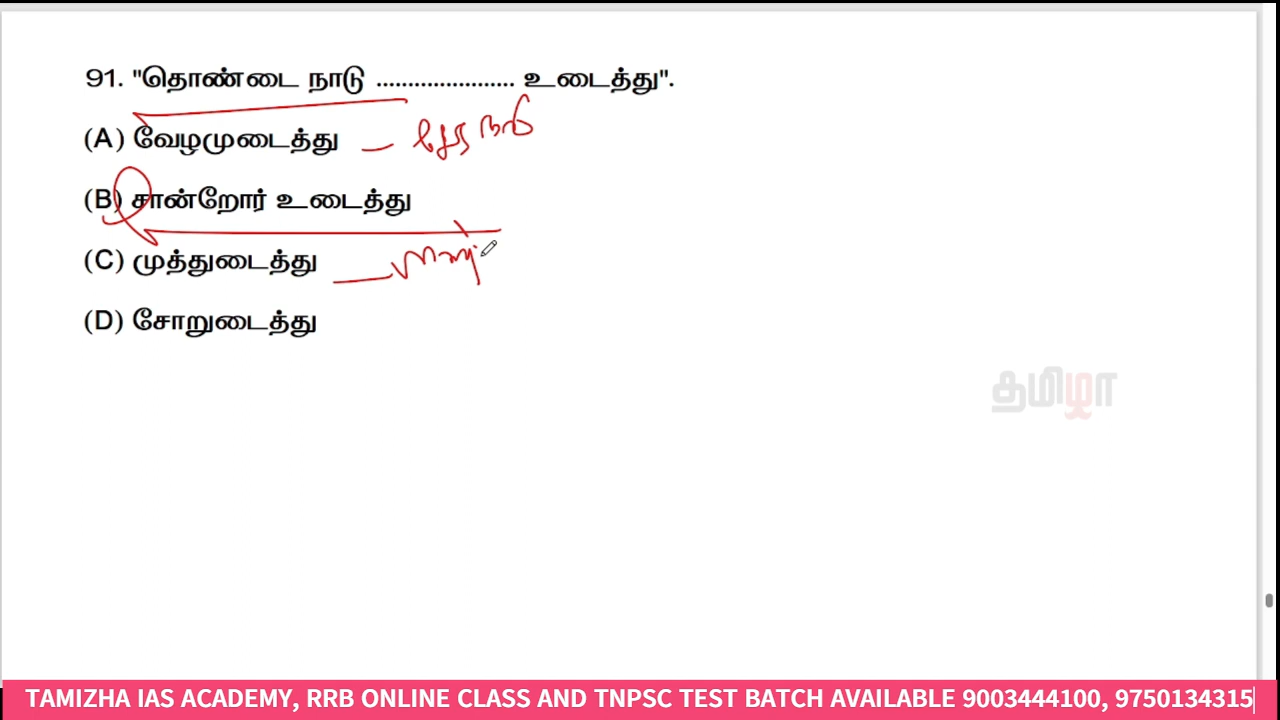 91. "தொண்டை நாடு ...................... உடைத்து".
(A) வேழமுடைத்து – சேர நாடு
(B) சான்றோர் உடைத்து
(C) முத்துடைத்து
(D) சோறுடைத்து
தமிழா
TAMIZHA IAS ACADEMY, RRB ONLINE CLASS AND TNPSC TEST BATCH AVAILABLE 9003444100, 9750134315